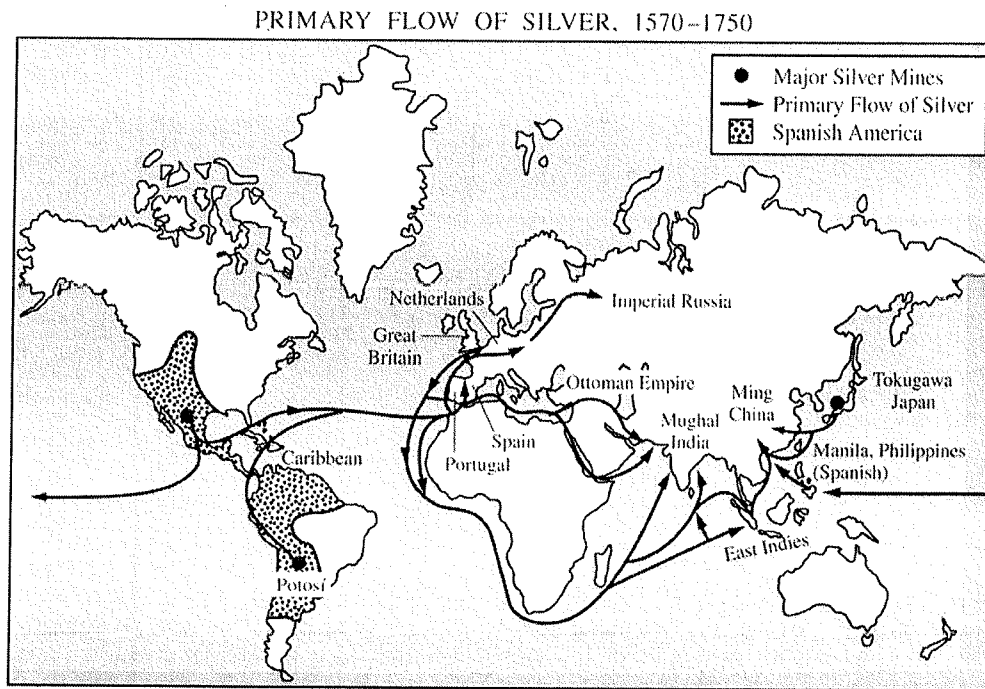 PRIMARY FLOW OF SILVER, 1570–1750
Major Silver Mines
Primary Flow of Silver
Spanish America
Netherlands
Imperial Russia
Great
Britain
Ottoman Empire
Ming
China
Tokugawa
Japan
Mughal
India
Spain
Portugal
Caribbean
Manila, Philippines
(Spanish)
East Indies
Potosí